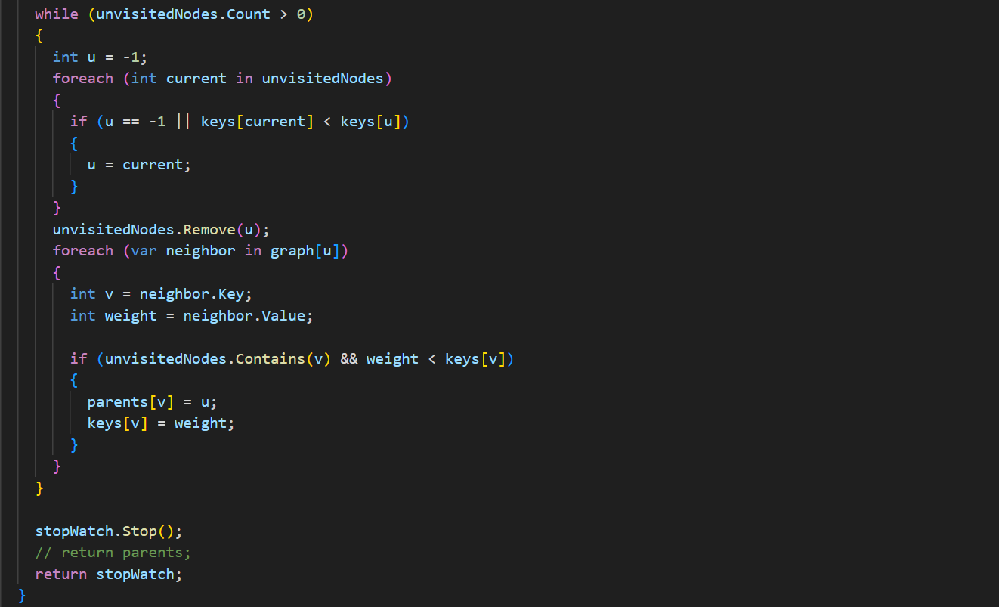 while (unvisitedNodes.Count > 0)
{
int u = -1;
foreach (int current in unvisitedNodes)
{
if (u == -1 || keys[current] < keys[u])
{
u = current;
}
}
unvisitedNodes.Remove(u);
foreach (var neighbor in graph[u])
{
int v = neighbor.Key;
int weight = neighbor.Value;
if (unvisitedNodes.Contains(v) && weight < keys[v])
{
parents[v] = u;
keys[v] = weight;
}
}
}
stopWatch.Stop();
// return parents;
return stopWatch;
}